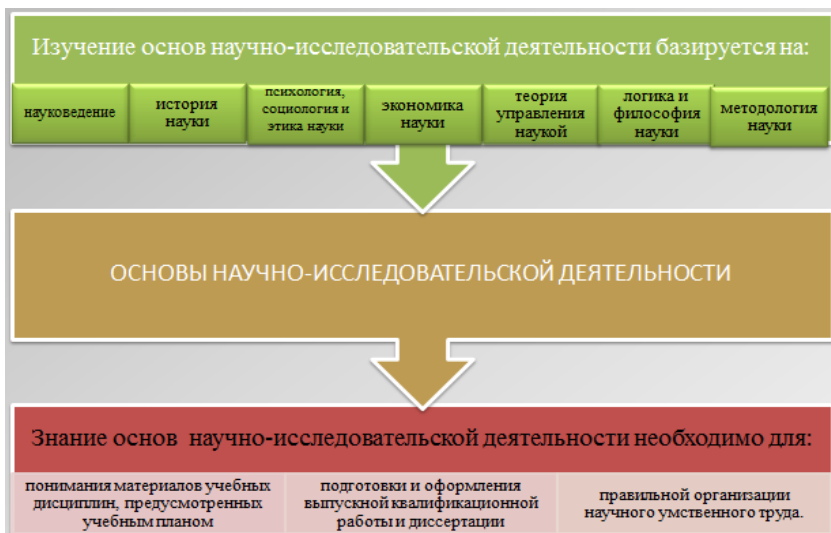 Изучение основ научно-исследовательской деятельности базируется на:
науковедение
история
науки
психология,
социология и
этика науки
экономика
науки
теория
управления
наукой
логика и
философия
науки
методология
науки
ОСНОВЫ НАУЧНО-ИССЛЕДОВАТЕЛЬСКОЙ ДЕЯТЕЛЬНОСТИ
Знание основ научно-исследовательской деятельности необходимо для:
понимания материалов учебных
дисциплин, предусмотренных
учебным планом
подготовки и оформления
выпускной квалификационной
работы и диссертации
правильной организации
научного умственного труда.